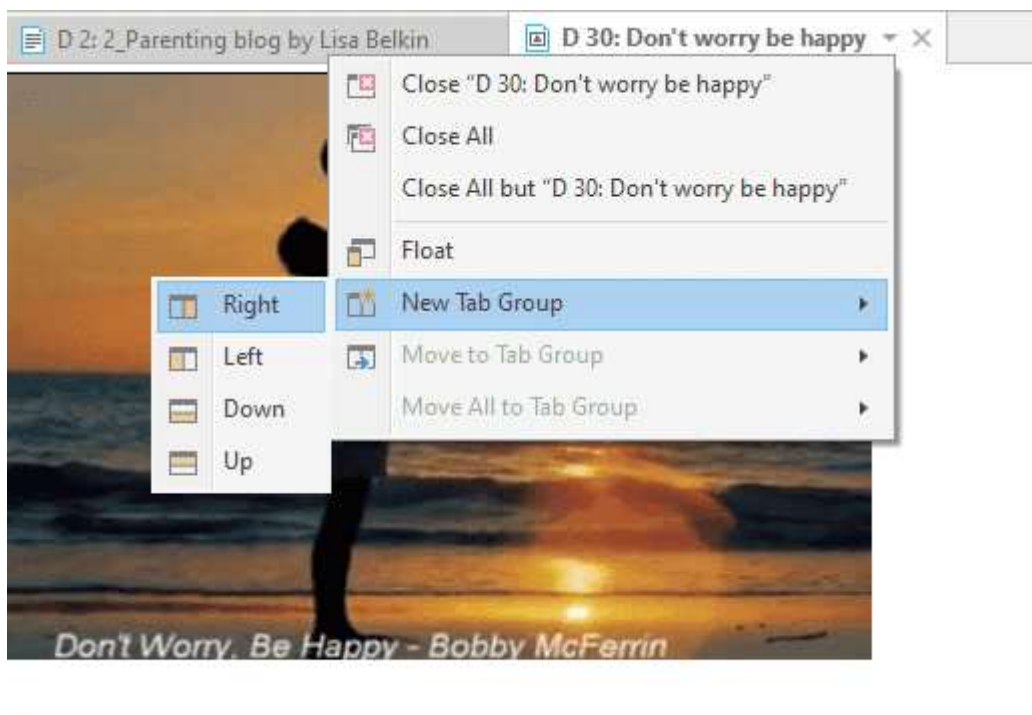 D 2: 2_Parenting blog by Lisa Belkin
D 30: Don't worry be happy
Close “D 30: Don't worry be happy”
Close All
Close All but “D 30: Don't worry be happy”
Float
New Tab Group
Right
Left
Down
Up
Move to Tab Group
Move All to Tab Group
Don't Worry, Be Happy - Bobby McFerrin